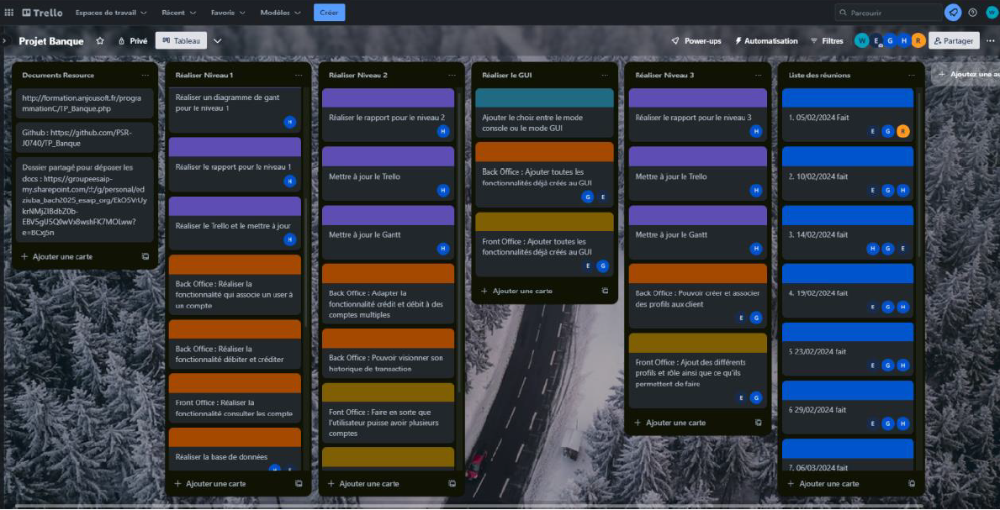 Trello
Espaces de travail
Récent
Favoris
Modèles
Créer
Parcourir
W
Projet Banque
Privé
Tableau
Power-ups
Automatisation
Filtres
W E G H R
Partager
Documents Resource
http://formation.anjousoft.fr/progra
mmationC/TP_Banque.php
Github : https://github.com/PSR-
J0740/TP_Banque
Dossier partagé pour déposer les
docs : https://groupeesaip-
my.sharepoint.com/:f:/g/personal/ed
ziuba_bach2025_esaip_org/
e=BCxj5n
+ Ajouter une carte
Réaliser Niveau 1
Réaliser un diagramme de gant
pour le niveau 1
H
Réaliser le rapport pour le niveau 1
H
Réaliser le Trello et le mettre à jour
H
Back Office : Réaliser la
fonctionnalité qui associe un user à
un compte
Back Office : Réaliser la
fonctionnalité débiter et créditer
Front Office : Réaliser la
fonctionnalité consulter les compte
Réaliser la base de données
+ Ajouter une carte
Réaliser Niveau 2
Réaliser le rapport pour le niveau 2
H
Mettre à jour le Trello
H
Mettre à jour le Gantt
H
Back Office : Adapter la
fonctionnalité crédit et débit à des
comptes multiples
Back Office : Pouvoir visionner son
historique de transaction
Font Office : Faire en sorte que
l'utilisateur puisse avoir plusieurs
comptes
+ Ajouter une carte
Réaliser le GUI
Ajouter le choix entre le mode
console ou le mode GUI
Back Office : Ajouter toutes les
fonctionnalités déjà créés au GUI
G E
Front Office : Ajouter toutes les
fonctionnalités déjà créés au GUI
E G
+ Ajouter une carte
Réaliser Niveau 3
Réaliser le rapport pour le niveau 3
H
Mettre à jour le Trello
H
Mettre à jour le Gantt
H
Back Office : Pouvoir créer et associer
des profils aux client
E G
Front Office : Ajout des différents
profils et rôle ainsi que ce qu'ils
permettent de faire
E G
+ Ajouter une carte
Liste des réunions
1. 05/02/2024 Fait
E G R
2. 10/02/2024 fait
E G H
3. 14/02/2024 fait
H G E
4. 19/02/2024 fait
E G H
5 23/02/2024 fait
E G H
6 29/02/2024 fait
E G H
7. 06/03/2024 fait
+ Ajouter une carte
+ Ajoutez une au